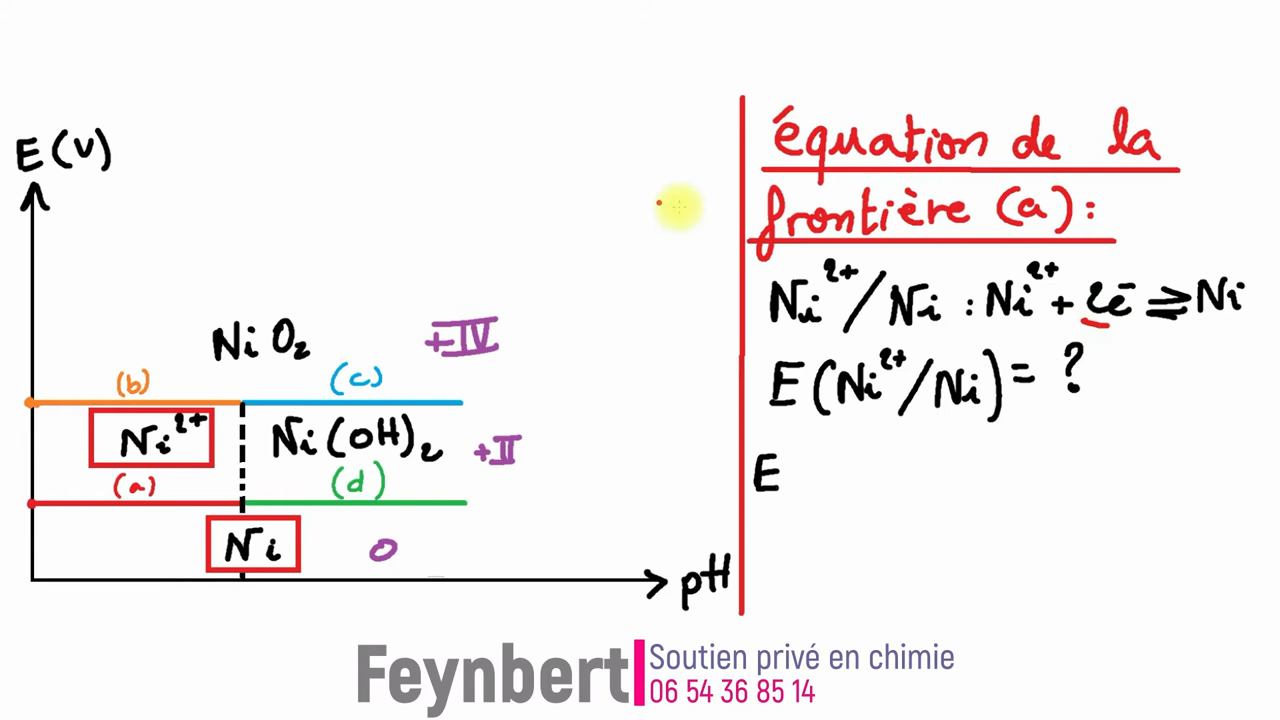 E(V)
NiO₂ +IV
(b) (c)
Ni²⁺ Ni(OH)₂ +II
(a) (d)
Ni 0
pH
équation de la
frontière (a) :
Ni²⁺/Ni : Ni²⁺ + 2e⁻ ⇌ Ni
E(Ni²⁺/Ni) = ?
E
Feynbert
Soutien privé en chimie
06 54 36 85 14